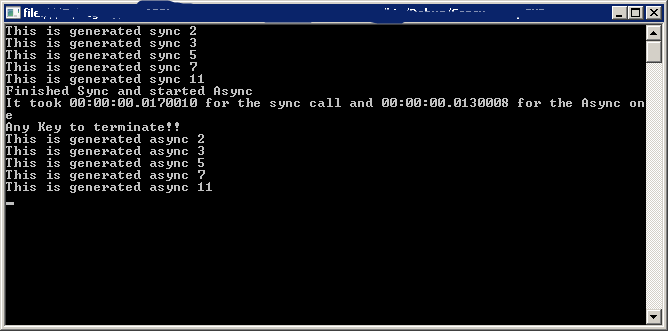 file
This is generated sync 2
This is generated sync 3
This is generated sync 5
This is generated sync 7
This is generated sync 11
Finished Sync and started Async
It took 00:00:00.0170010 for the sync call and 00:00:00.0130008 for the Async on
e
Any Key to terminate!!
This is generated async 2
This is generated async 3
This is generated async 5
This is generated async 7
This is generated async 11